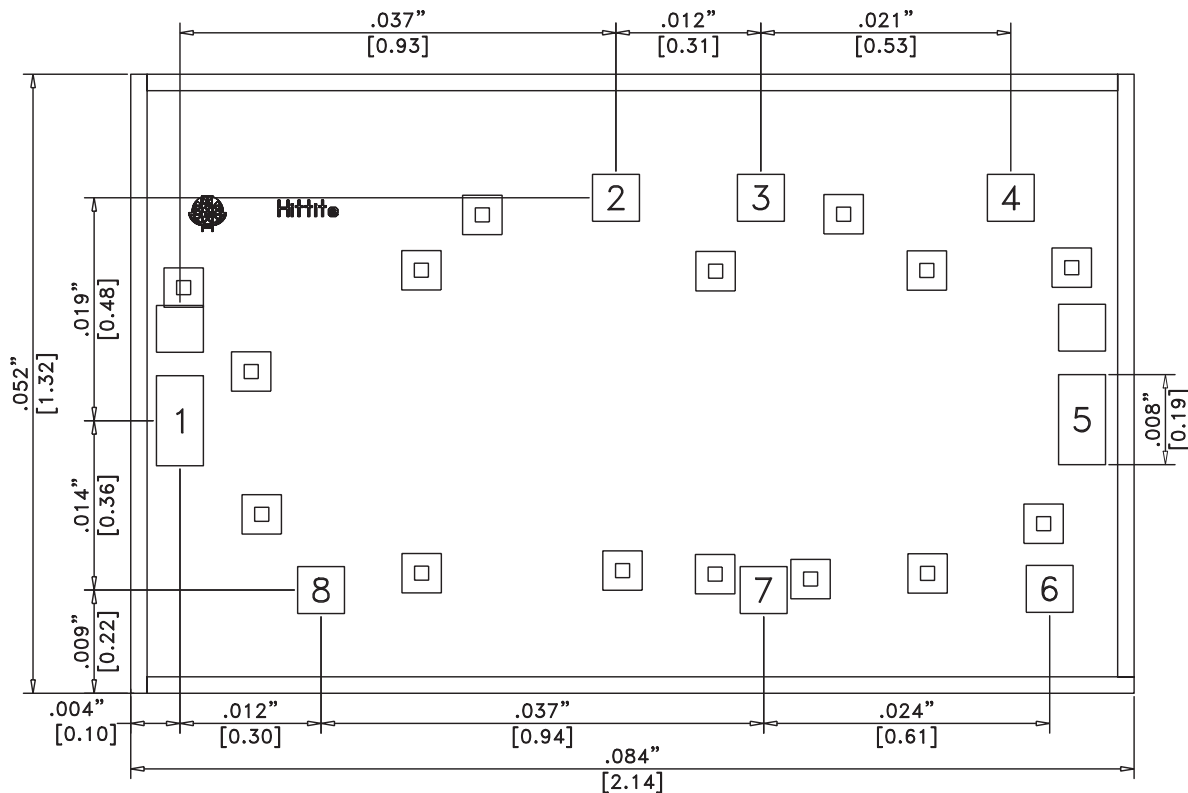 .037” .012” .021”
[0.93] [0.31] [0.53]
Hittite
2 3 4
.019”
[0.48]
.052”
[1.32]
1 5
.008”
[0.19]
.014”
[0.36]
8 7 6
.009”
[0.22]
.004” .012” .037” .024”
[0.10] [0.30] [0.94] [0.61]
.084”
[2.14]